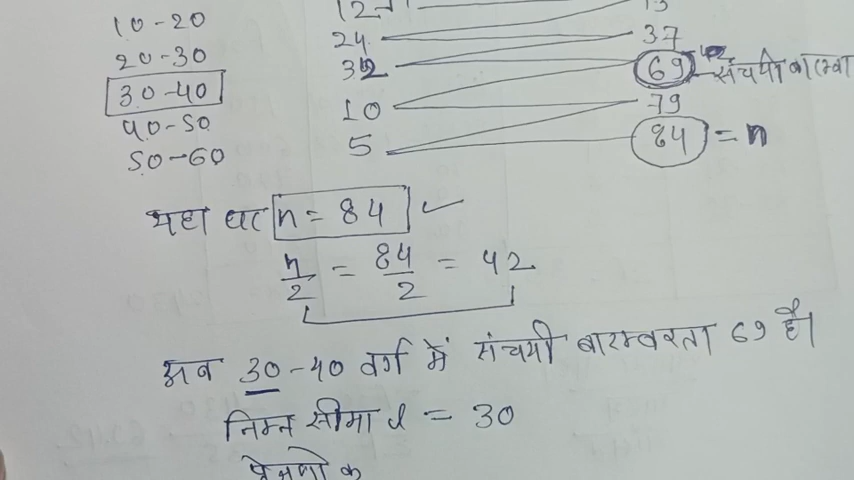 12 13
10-20 24 37
20-30 32 69 संचयी बारम्बा
30-40 10 79
40-50 5 84 = n
50-60
यहा पर n = 84 ✓
n/2 = 84/2 = 42
अब 30-40 वर्ग में संचयी बारम्बरता 69 है।
निम्न सीमा l = 30